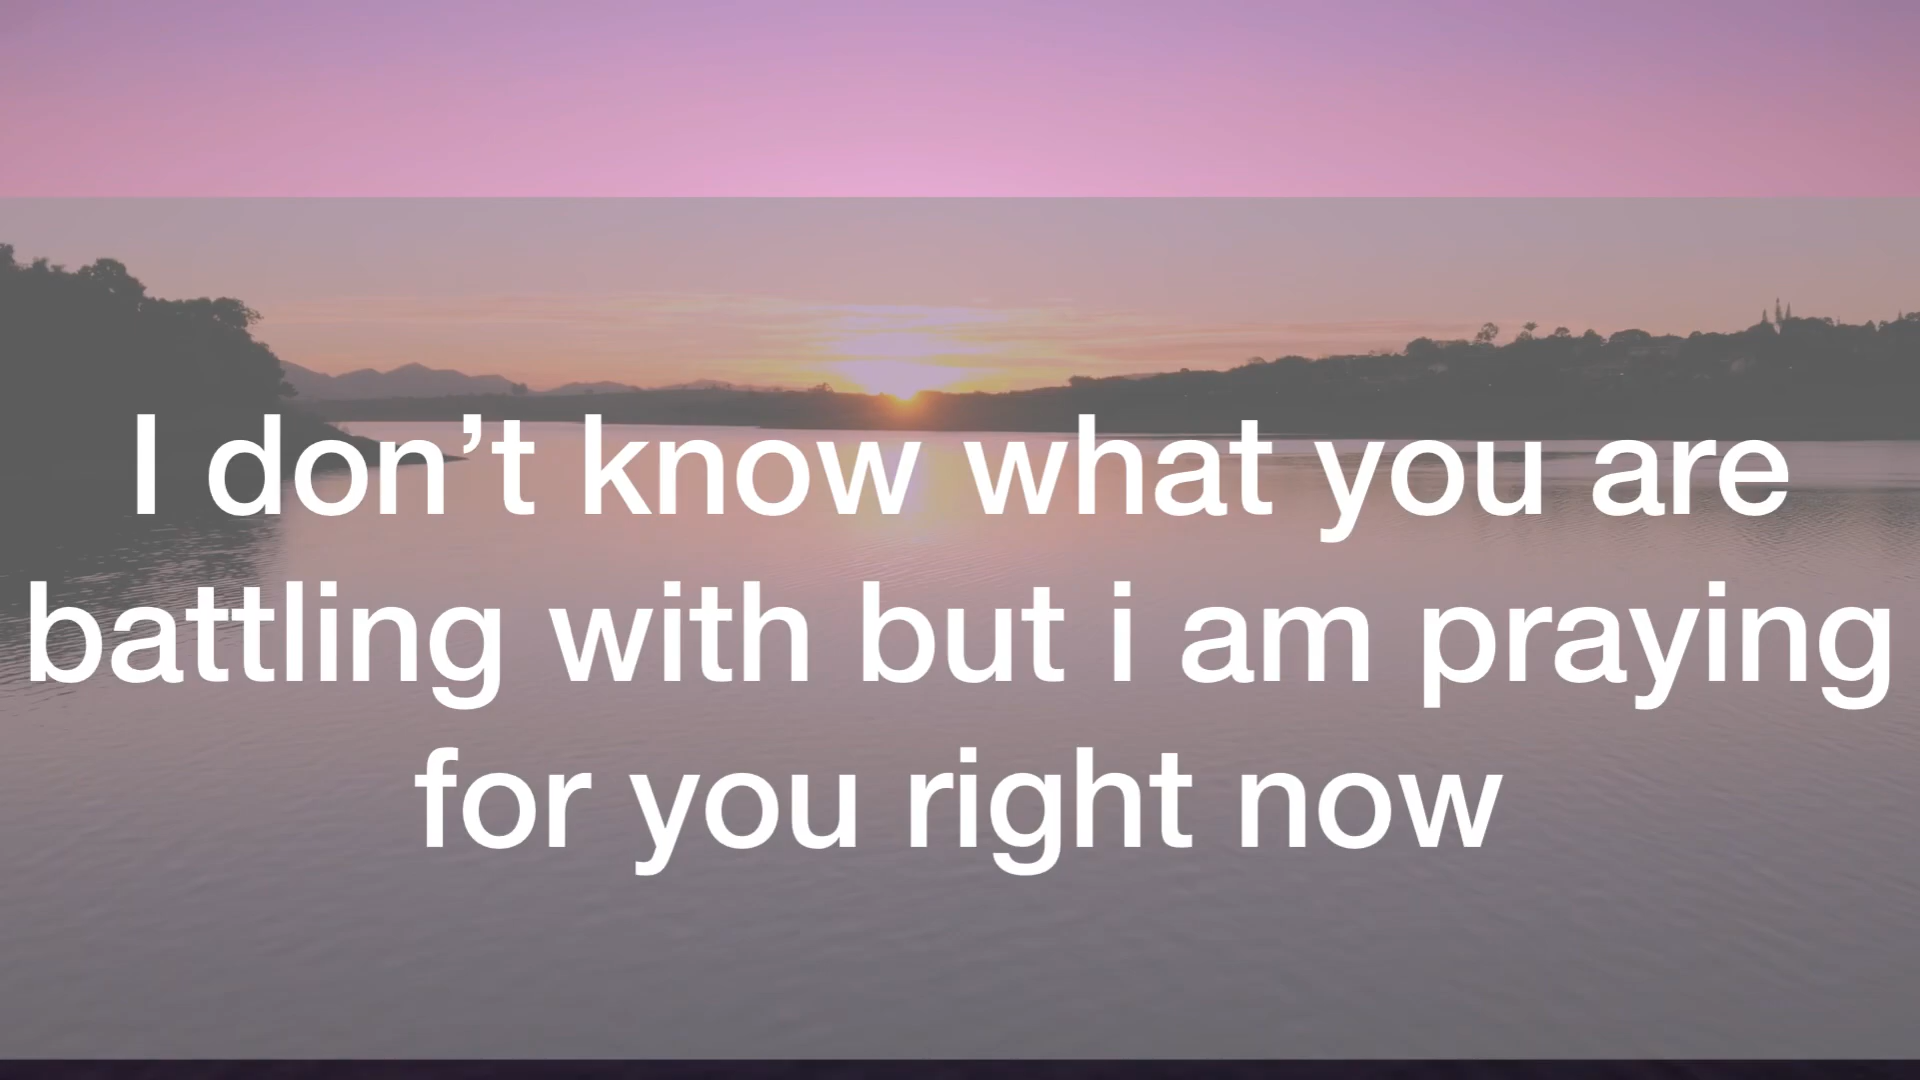 I don’t know what you are
battling with but i am praying
for you right now